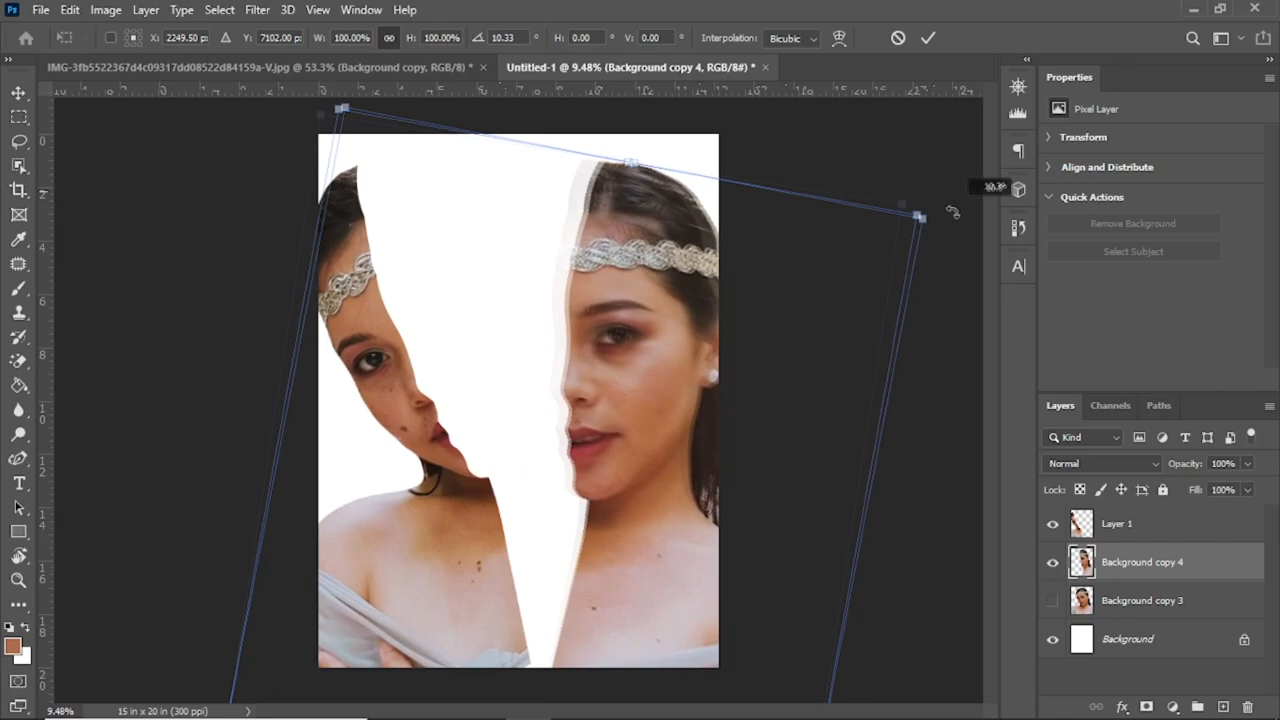 Ps File Edit Image Layer Type Select Filter 3D View Window Help
X: 2249.50 p: Y: 7102.00 p: W: 100.00% H: 100.00% 10.33 ° H: 0.00 ° V: 0.00 ° Interpolation: Bicubic
IMG-3fb5522367d4c09317dd08522d84159a-V.jpg @ 53.3% (Background copy, RGB/8) * × Untitled-1 @ 9.48% (Background copy 4, RGB/8#) * ×
Properties
Pixel Layer
Transform
Align and Distribute
Quick Actions
Remove Background
Select Subject
10.3°
Layers Channels Paths
Kind
Normal Opacity: 100%
Lock: Fill: 100%
Layer 1
Background copy 4
Background copy 3
Background
9.48% 15 in x 20 in (300 ppi)